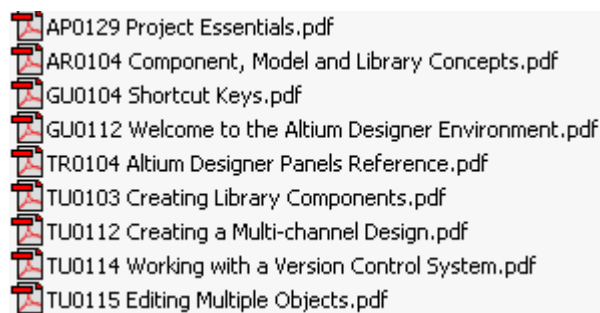 AP0129 Project Essentials.pdf
AR0104 Component, Model and Library Concepts.pdf
GU0104 Shortcut Keys.pdf
GU0112 Welcome to the Altium Designer Environment.pdf
TR0104 Altium Designer Panels Reference.pdf
TU0103 Creating Library Components.pdf
TU0112 Creating a Multi-channel Design.pdf
TU0114 Working with a Version Control System.pdf
TU0115 Editing Multiple Objects.pdf